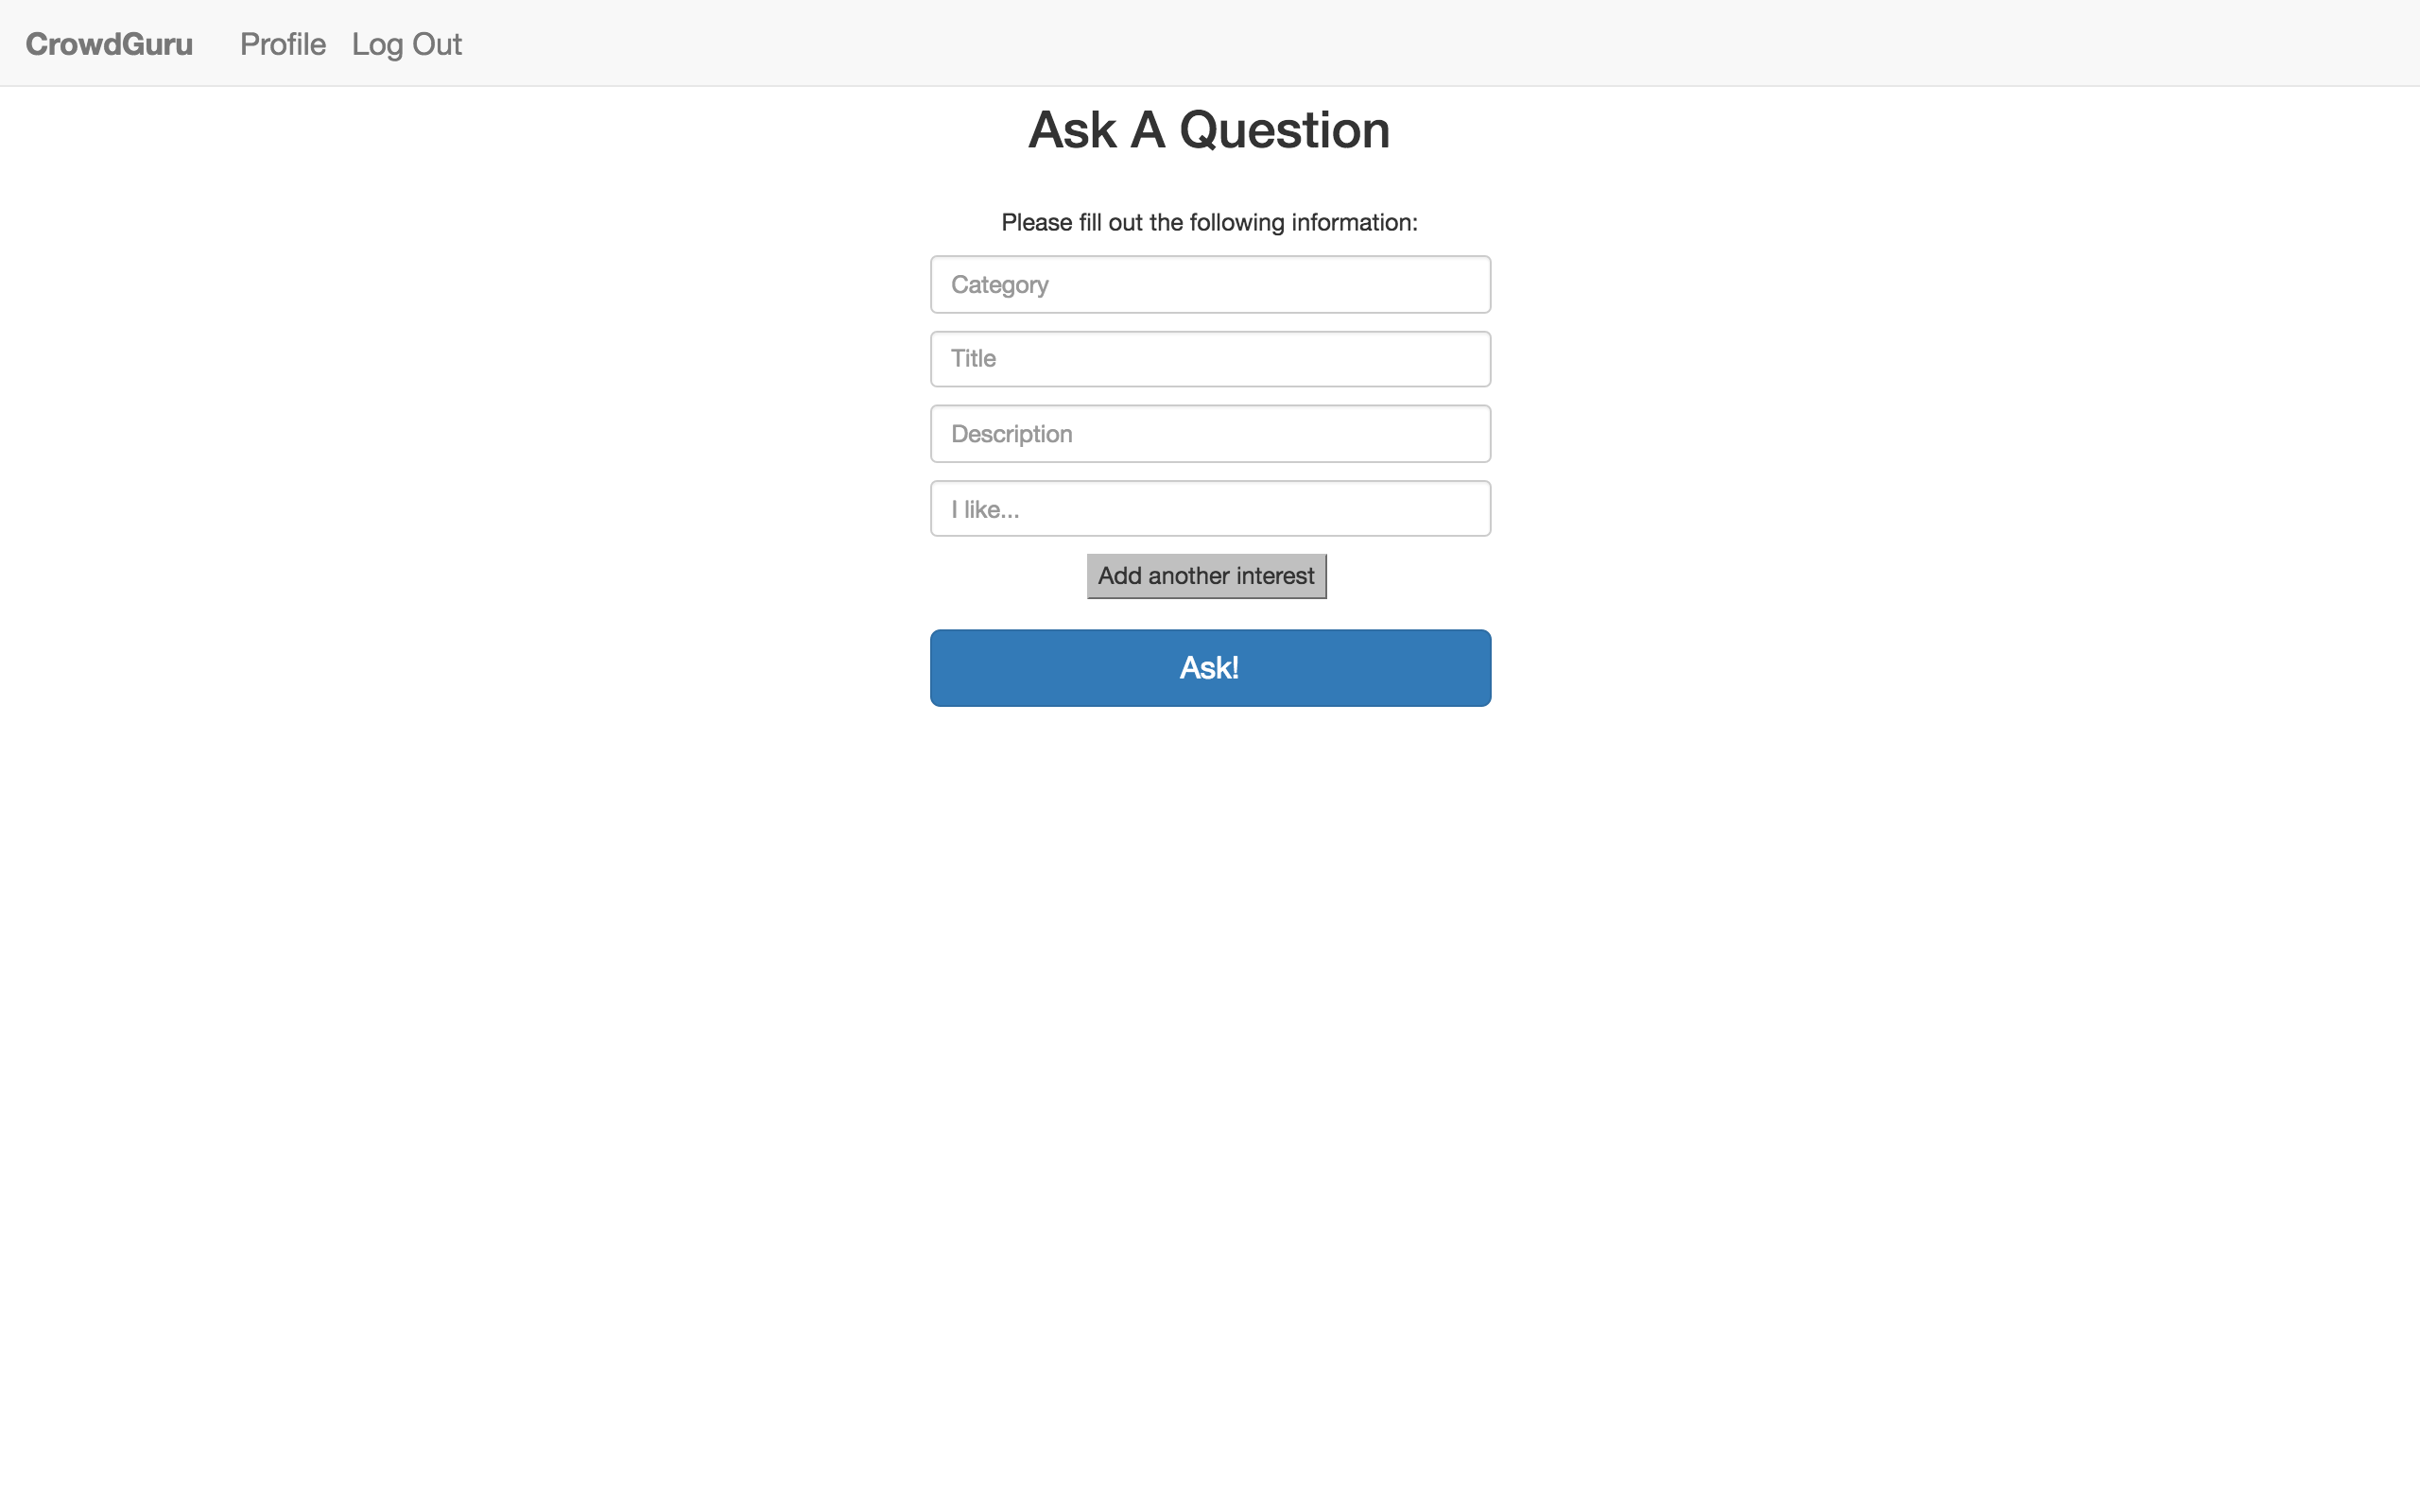 CrowdGuru Profile Log Out
Ask A Question
Please fill out the following information:
Category
Title
Description
I like...
Add another interest
Ask!